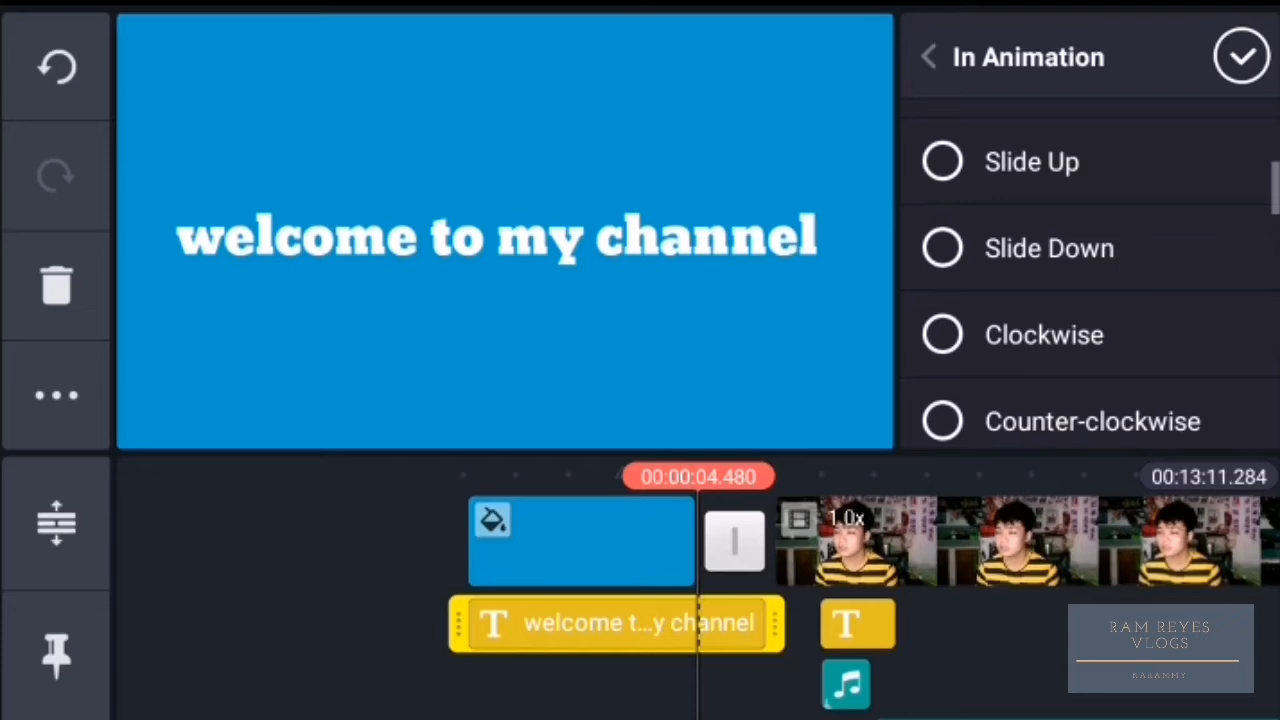 In Animation
welcome to my channel
Slide Up
Slide Down
Clockwise
Counter-clockwise
00:00:04.480
00:13:11.284
1.0x
T welcome t...y channel
T
RAM REYES
VLOGS